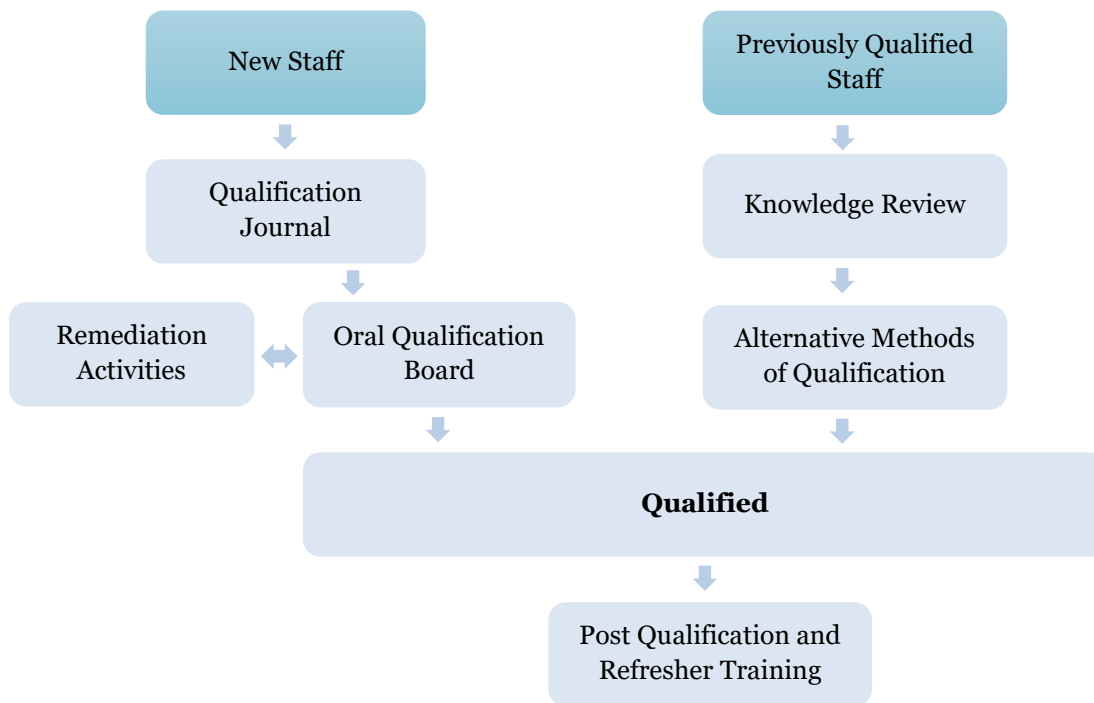 New Staff
Previously Qualified
Staff
Qualification
Journal
Knowledge Review
Remediation
Activities
Oral Qualification
Board
Alternative Methods
of Qualification
Qualified
Post Qualification and
Refresher Training